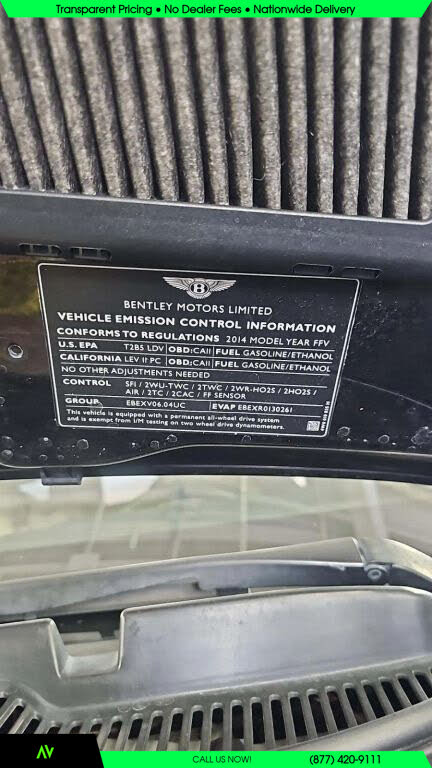 Transparent Pricing • No Dealer Fees • Nationwide Delivery
B
BENTLEY MOTORS LIMITED
VEHICLE EMISSION CONTROL INFORMATION
CONFORMS TO REGULATIONS 2014 MODEL YEAR FFV
U.S. EPA T2B5 LDV OBD:CAII FUEL GASOLINE/ETHANOL
CALIFORNIA LEV II PC OBD:CAII FUEL GASOLINE/ETHANOL
NO OTHER ADJUSTMENTS NEEDED
CONTROL SFI / 2WU-TWC / 2TWC / 2WR-HO2S / 2HO2S /
AIR / 2TC / 2CAC / FF SENSOR
GROUP EBEXV06.04UC EVAP EBEXR0130261
This vehicle is equipped with a permanent all-wheel drive system
and is exempt from I/M testing on two wheel drive dynamometers.
AV
CALL US NOW!
(877) 420-9111